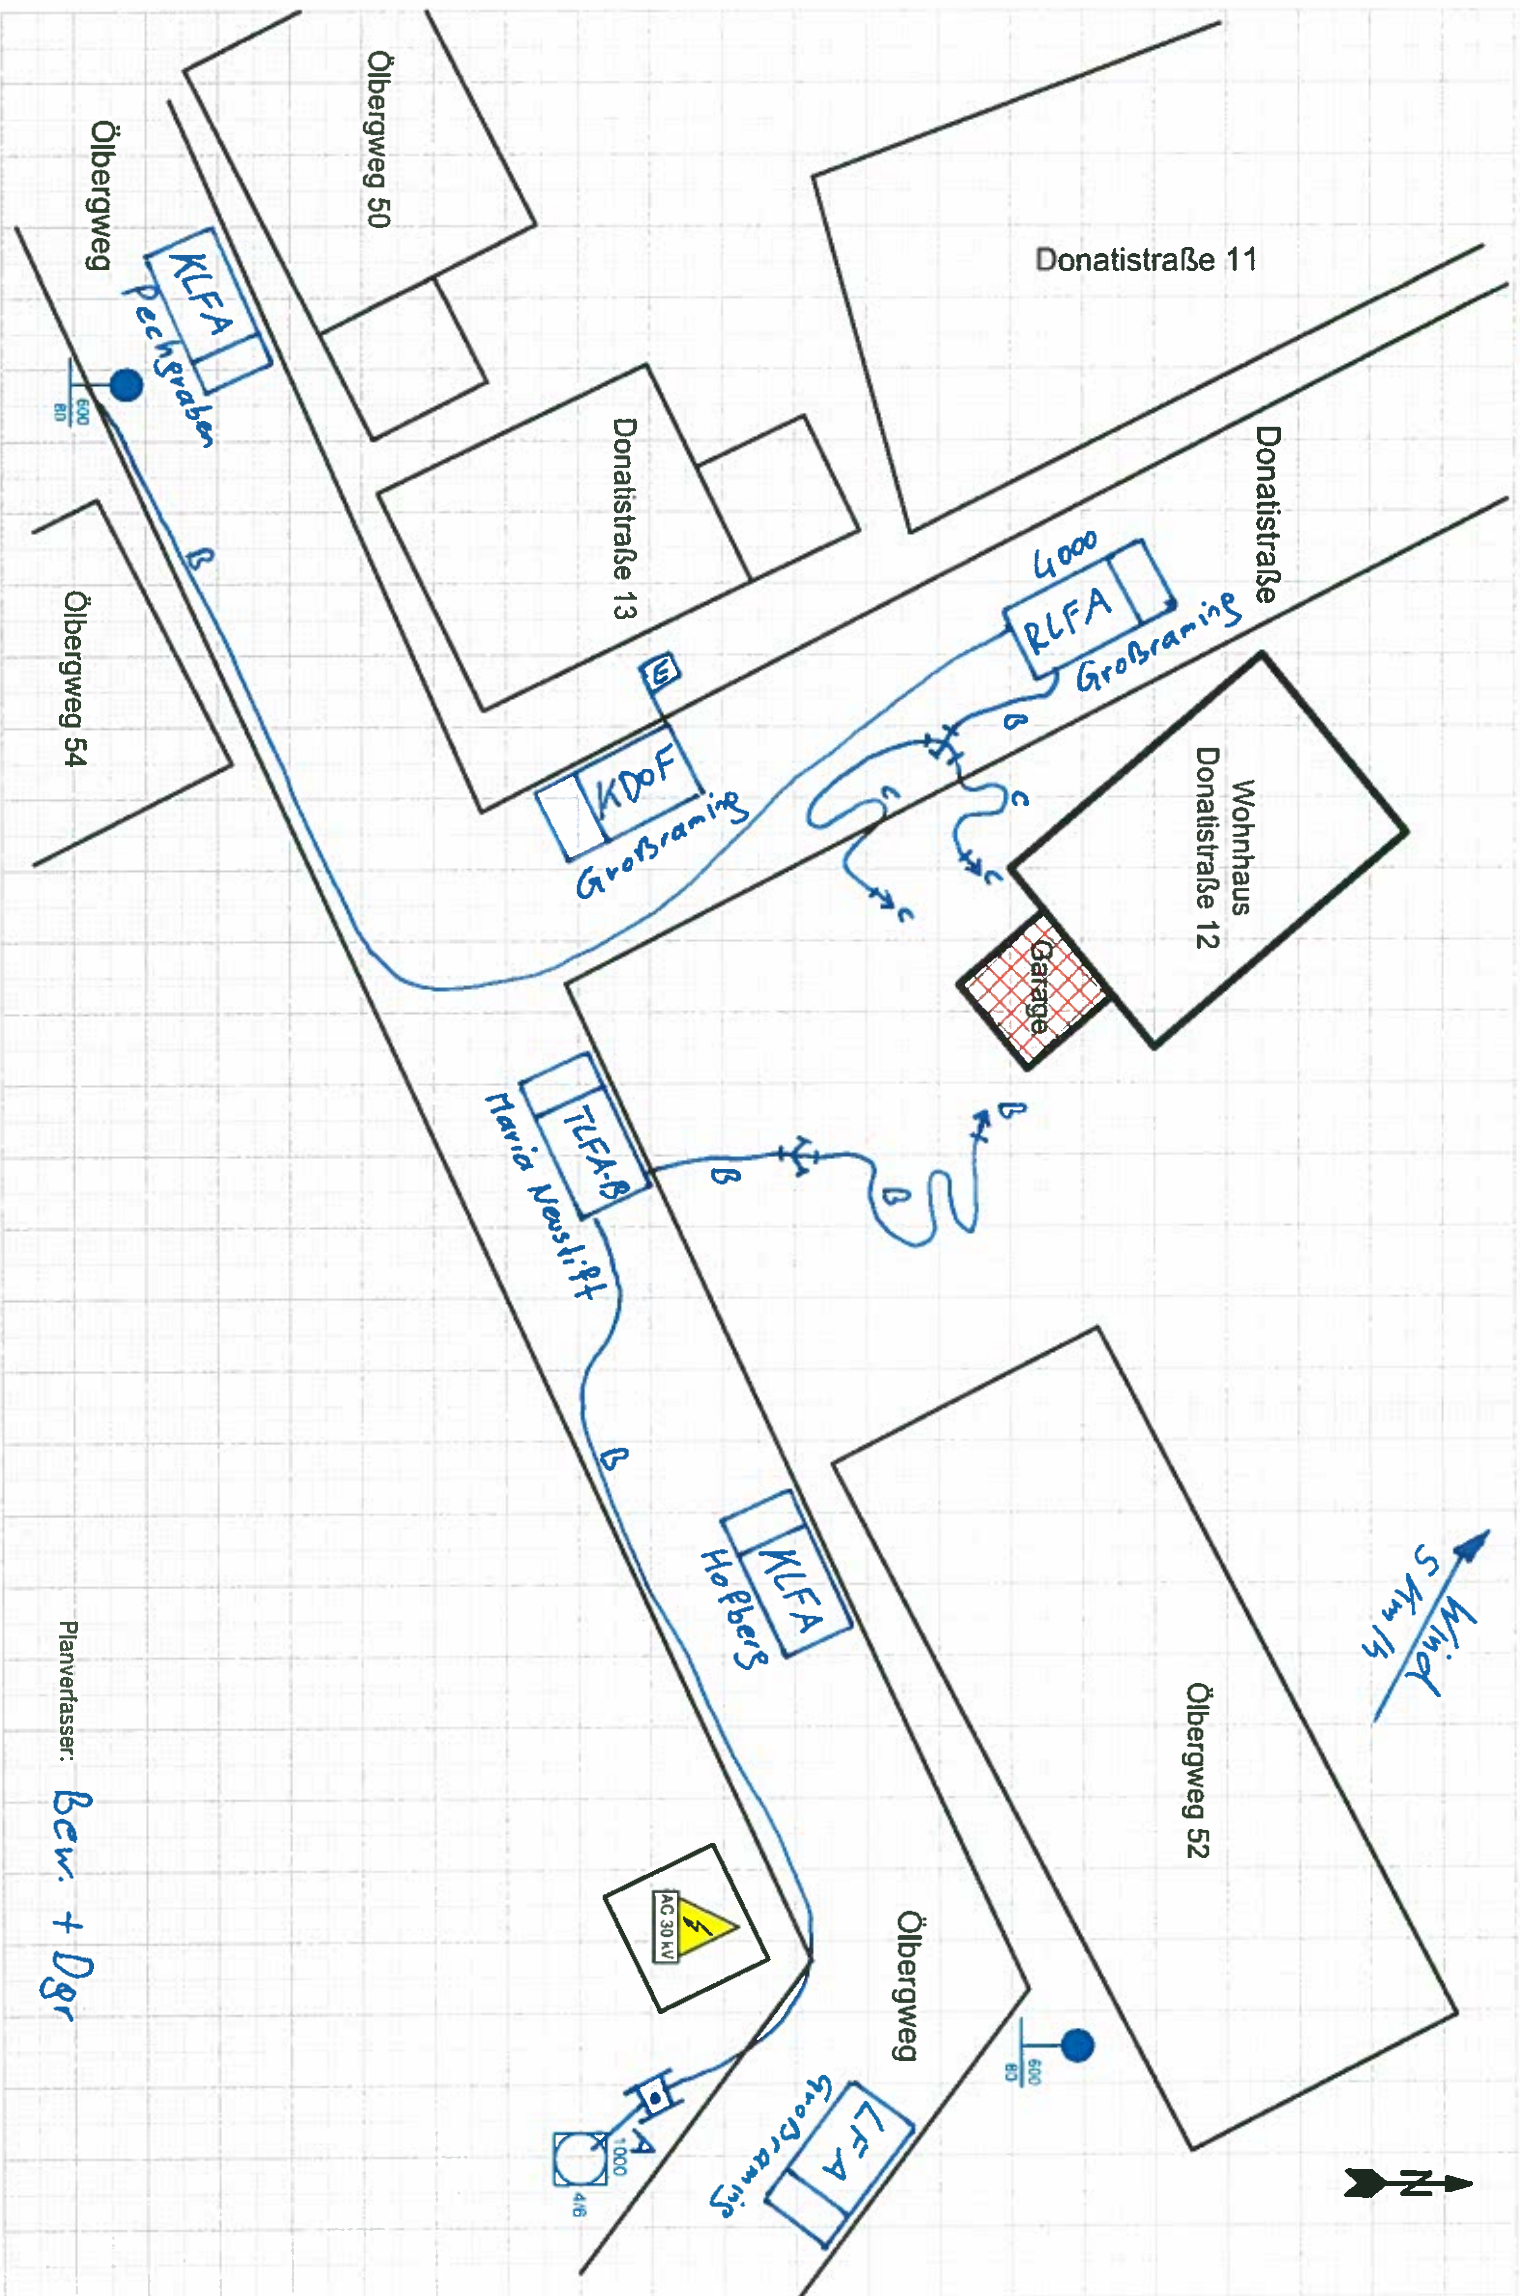 Donatistraße 11
Donatistraße
Wohnhaus
Donatistraße 12
Garage
Wind
5 Km/h
N
Ölbergweg 52
4000
RLFA
Großraming
B
C
C
C
C
B
B
B
600
80
Ölbergweg
LFA
Großraming
Donatistraße 13
E
KDOF
Großraming
KLFA
Hofberg
TLFA-B
Maria Neustift
B
AC 30 kV
A
1000
4/6
Ölbergweg 50
Ölbergweg
KLFA
Pechgraben
600
80
B
Ölbergweg 54
Planverfasser: Bew. + Dgr